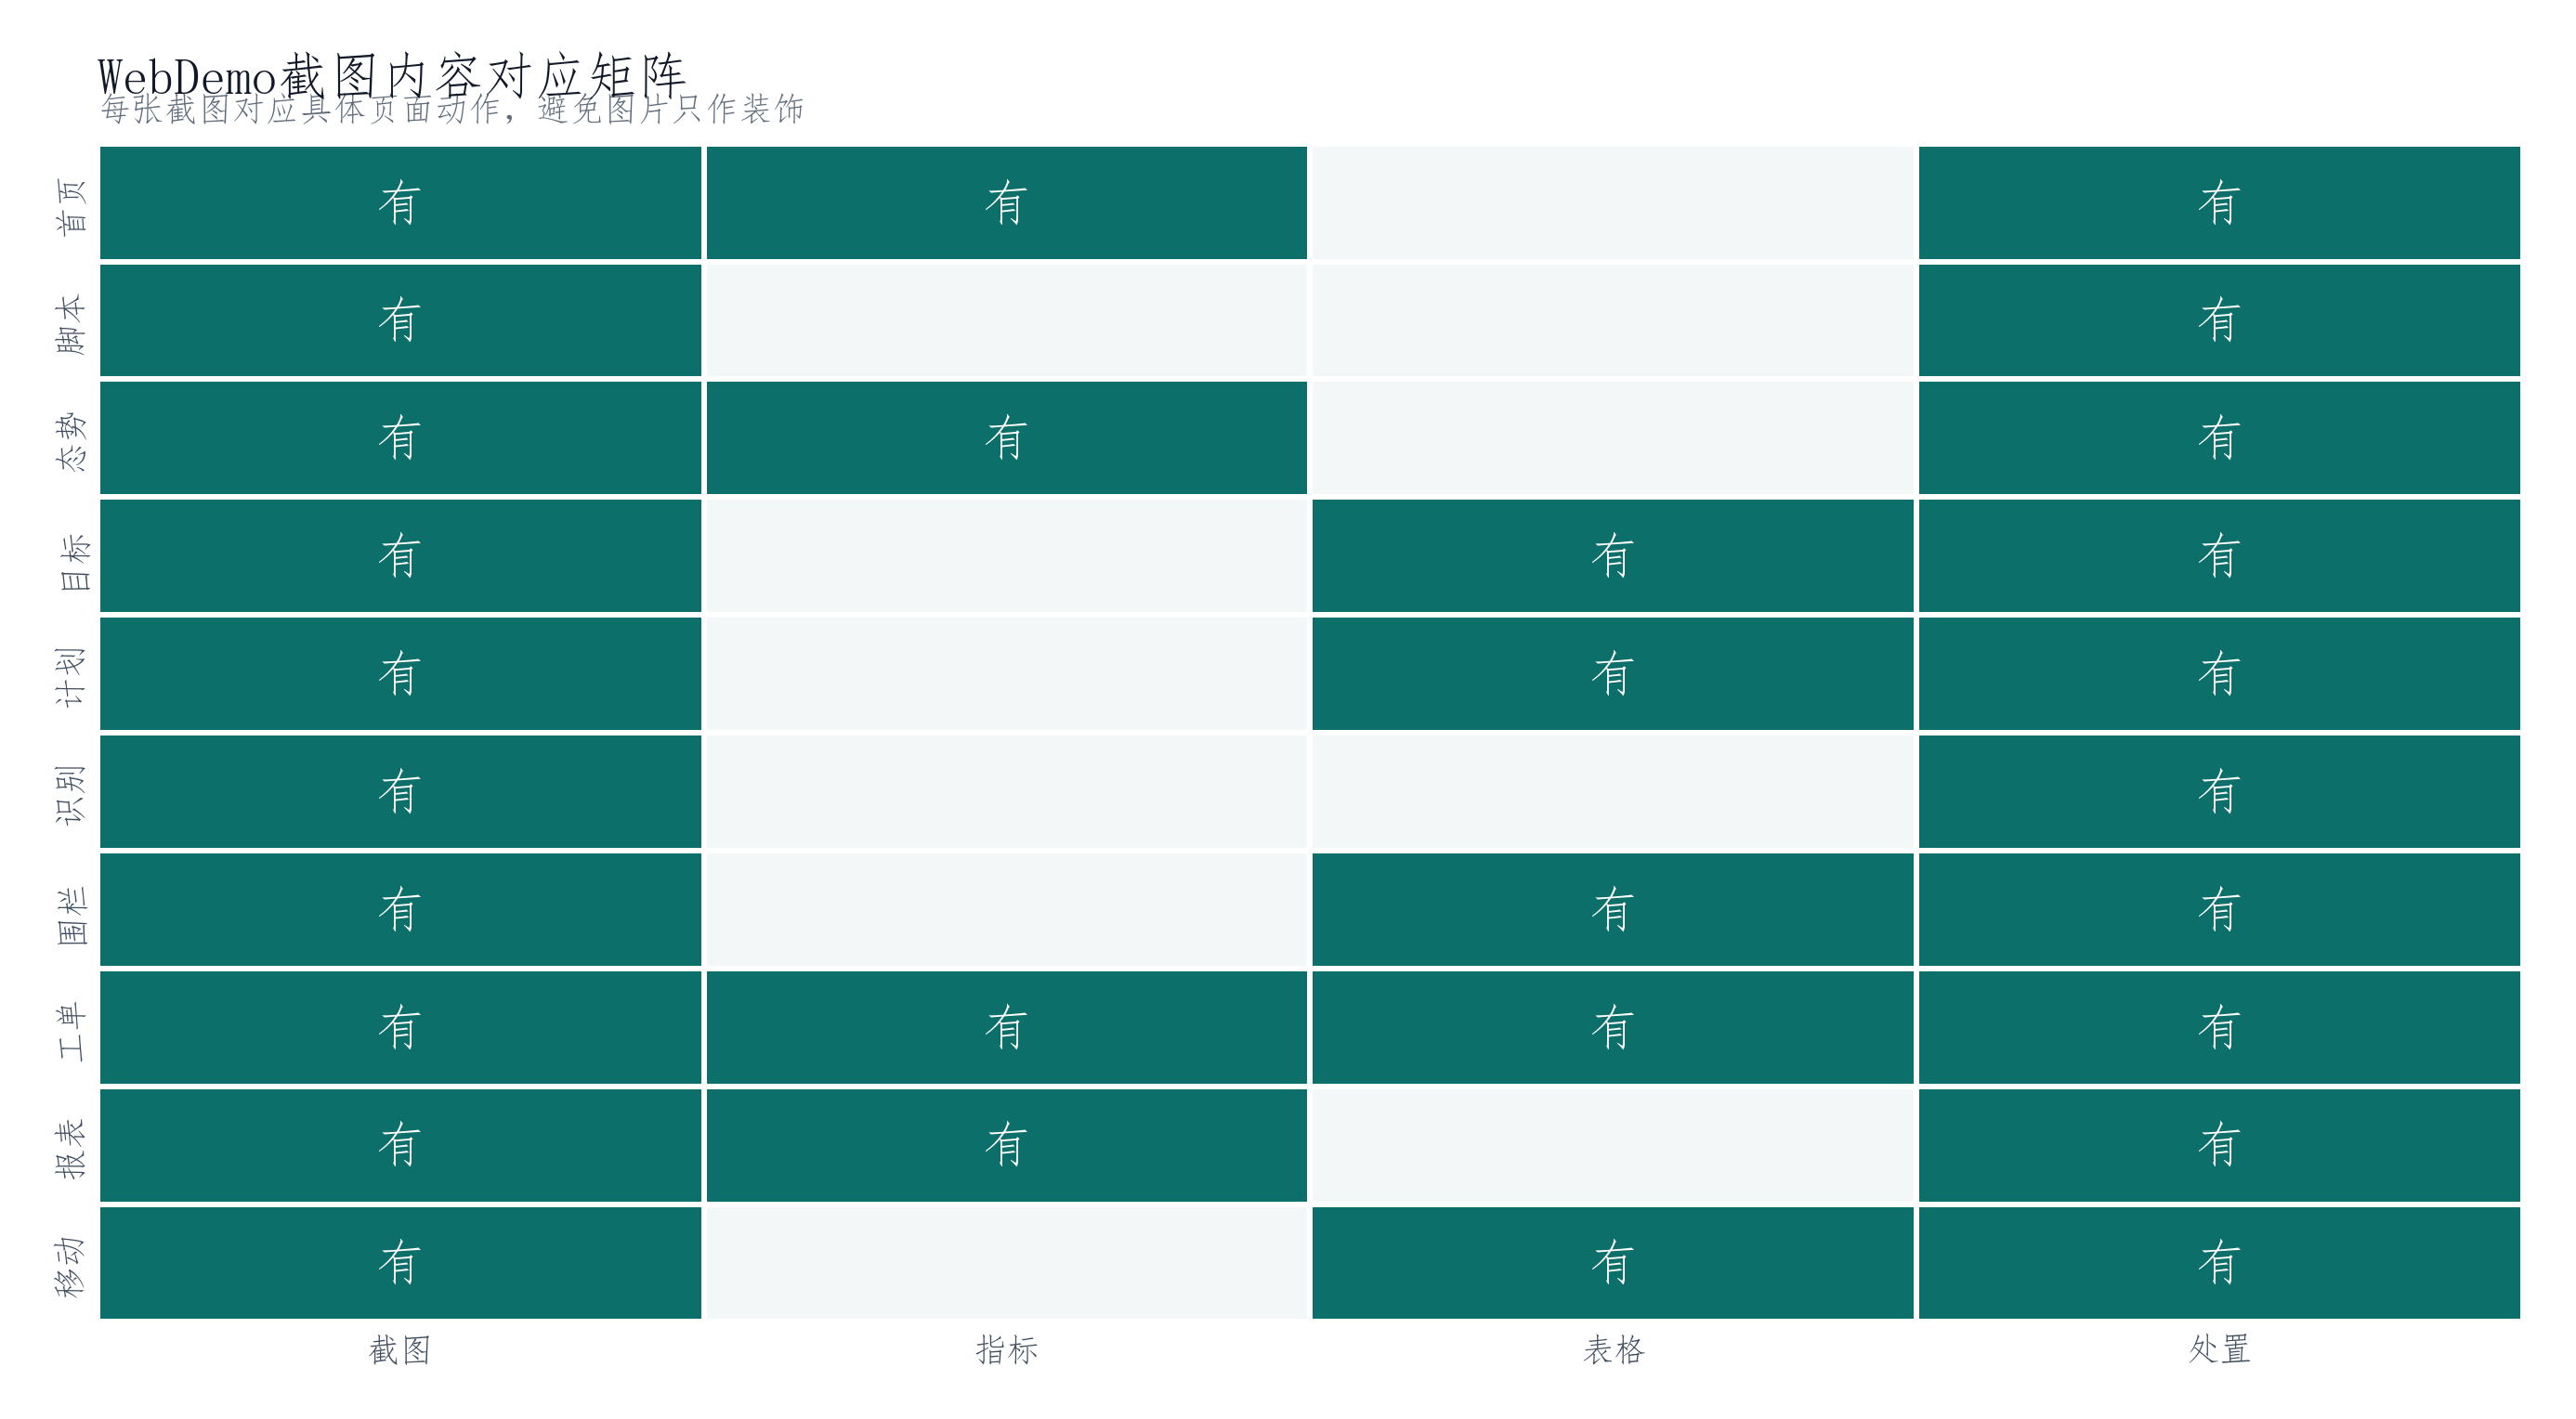 WebDemo截图内容对应矩阵
每张截图对应具体页面动作，避免图片只作装饰
首页 有 有 有
脚本 有 有
态势 有 有 有
目标 有 有 有
计划 有 有 有
识别 有 有
围栏 有 有 有
工单 有 有 有 有
报表 有 有 有
移动 有 有 有
截图 指标 表格 处置